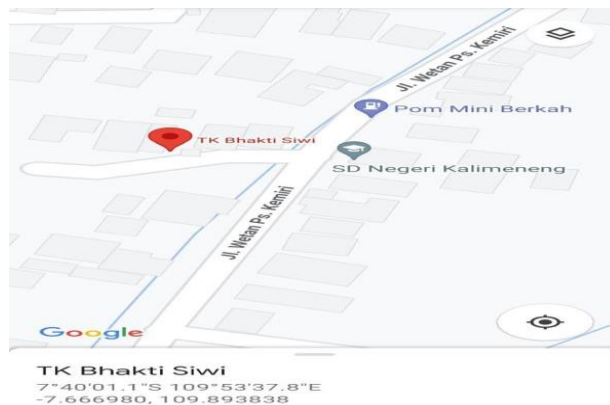 Jl. Wetan Ps. Kemiri
Pom Mini Berkah
TK Bhakti Siwi
SD Negeri Kalimeneng
Jl. Wetan Ps. Kemiri
Google
TK Bhakti Siwi
7°40'01.1"S 109°53'37.8"E
-7.666980, 109.893838